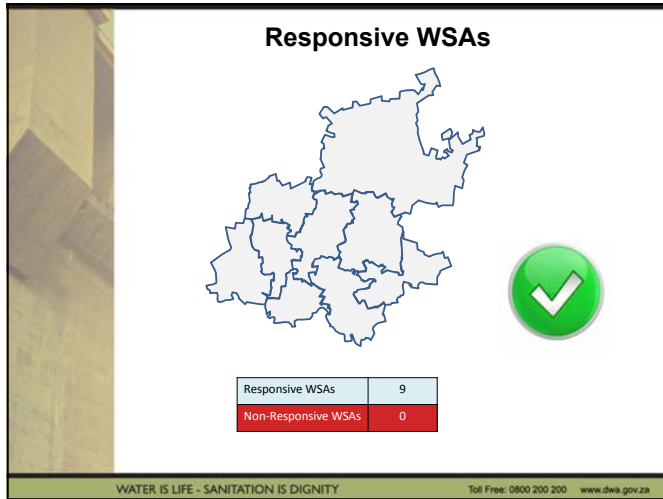 Responsive WSAs
Responsive WSAs 9
Non-Responsive WSAs 0
WATER IS LIFE - SANITATION IS DIGNITY Toll Free: 0800 200 200 www.dwa.gov.za